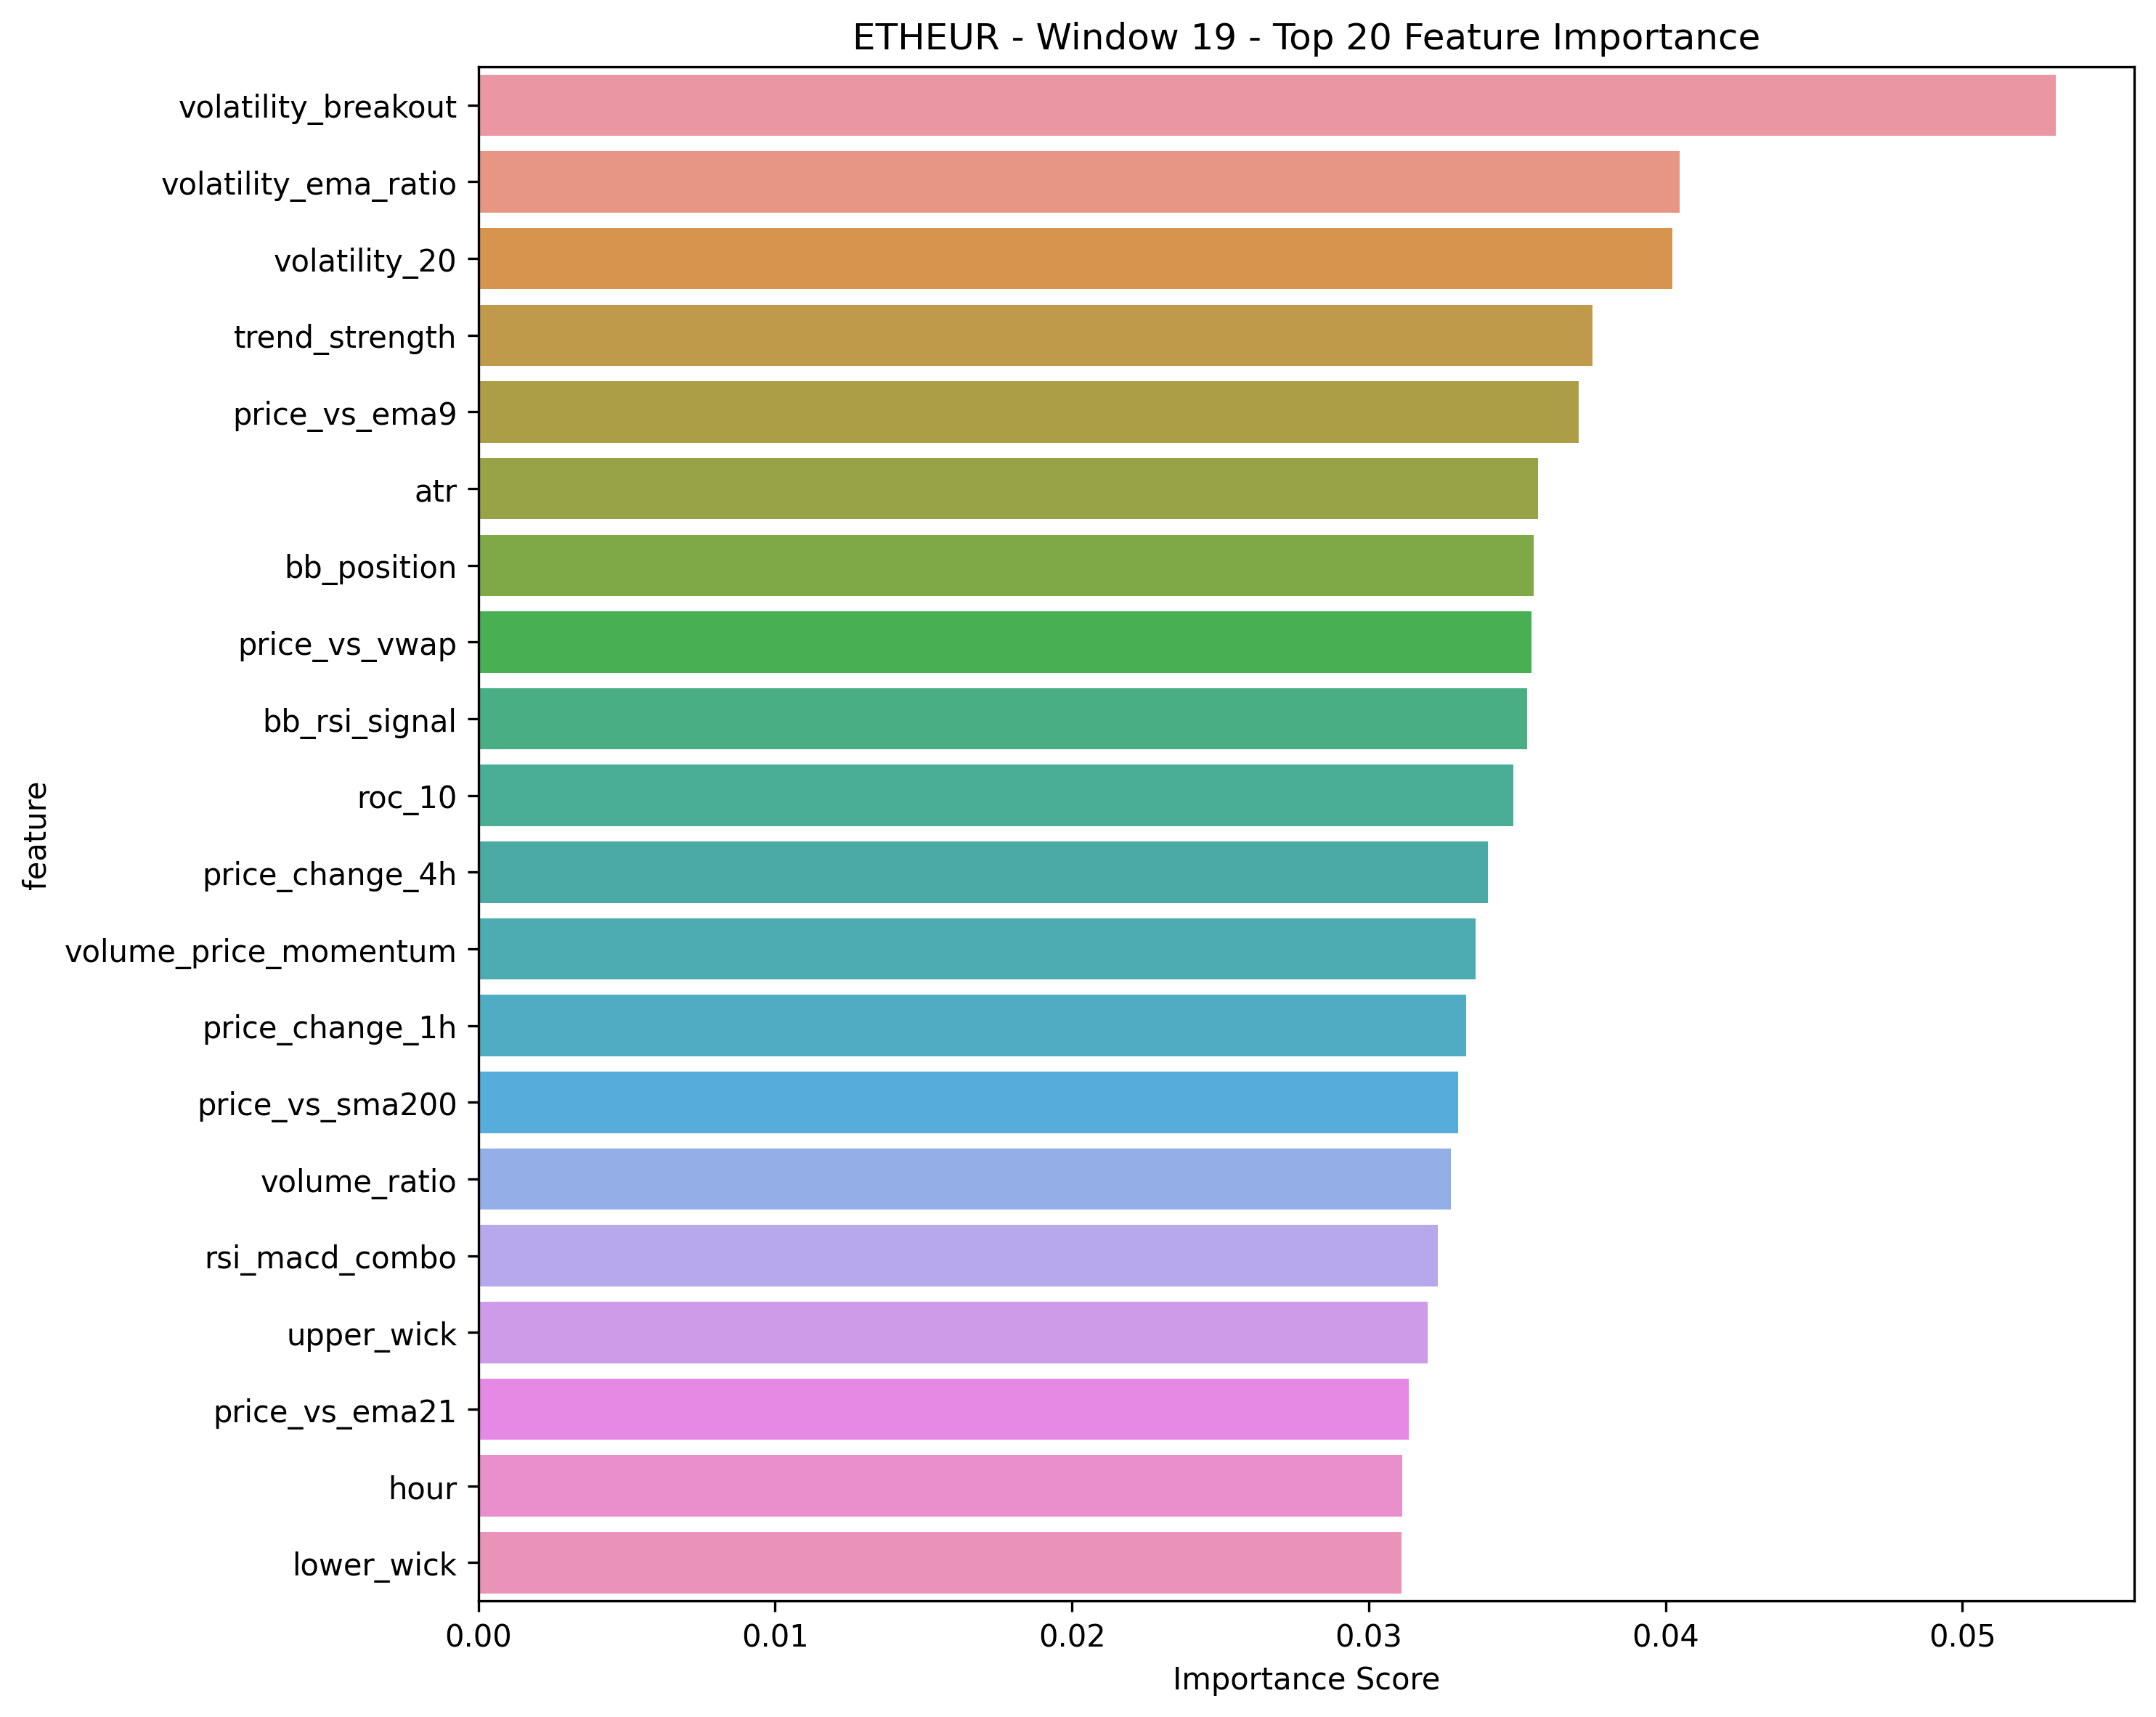 ETHEUR - Window 19 - Top 20 Feature Importance
feature
volatility_breakout
volatility_ema_ratio
volatility_20
trend_strength
price_vs_ema9
atr
bb_position
price_vs_vwap
bb_rsi_signal
roc_10
price_change_4h
volume_price_momentum
price_change_1h
price_vs_sma200
volume_ratio
rsi_macd_combo
upper_wick
price_vs_ema21
hour
lower_wick
0.00 0.01 0.02 0.03 0.04 0.05
Importance Score